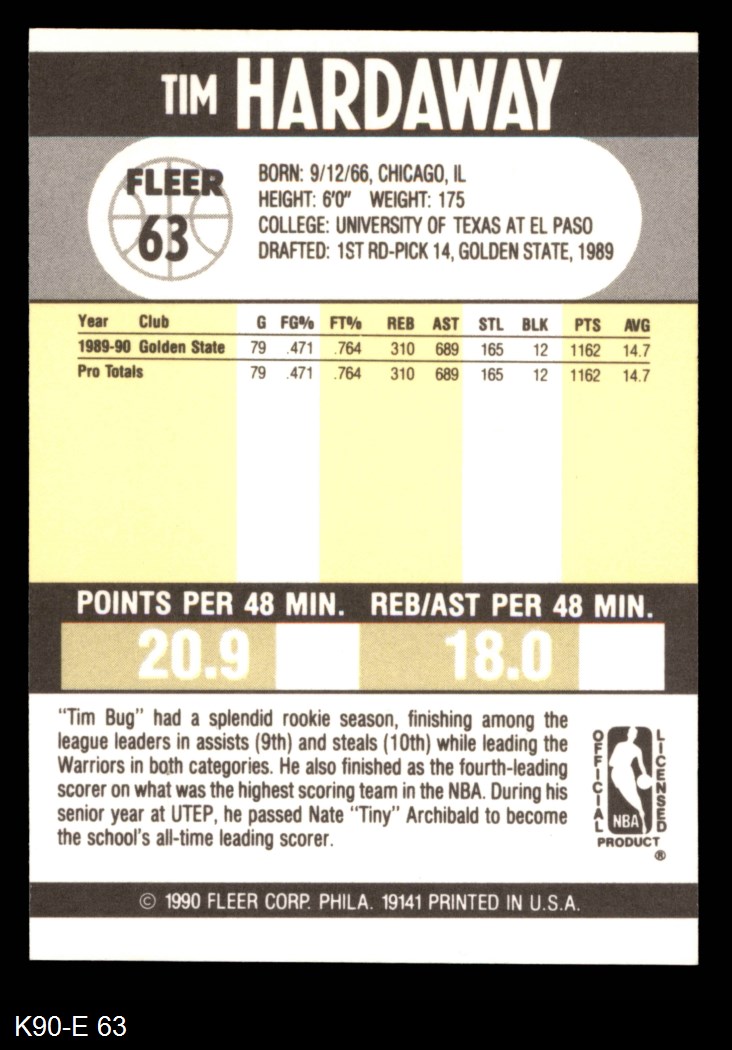 TIM HARDAWAY
FLEER
63
BORN: 9/12/66, CHICAGO, IL
HEIGHT: 6'0" WEIGHT: 175
COLLEGE: UNIVERSITY OF TEXAS AT EL PASO
DRAFTED: 1ST RD-PICK 14, GOLDEN STATE, 1989
Year Club G FG% FT% REB AST STL BLK PTS AVG
1989-90 Golden State 79 .471 .764 310 689 165 12 1162 14.7
Pro Totals 79 .471 .764 310 689 165 12 1162 14.7
POINTS PER 48 MIN. REB/AST PER 48 MIN.
20.9 18.0
"Tim Bug" had a splendid rookie season, finishing among the
league leaders in assists (9th) and steals (10th) while leading the
Warriors in both categories. He also finished as the fourth-leading
scorer on what was the highest scoring team in the NBA. During his
senior year at UTEP, he passed Nate "Tiny" Archibald to become
the school's all-time leading scorer.
OFFICIAL
LICENSED
NBA
PRODUCT
®
© 1990 FLEER CORP. PHILA. 19141 PRINTED IN U.S.A.
K90-E 63